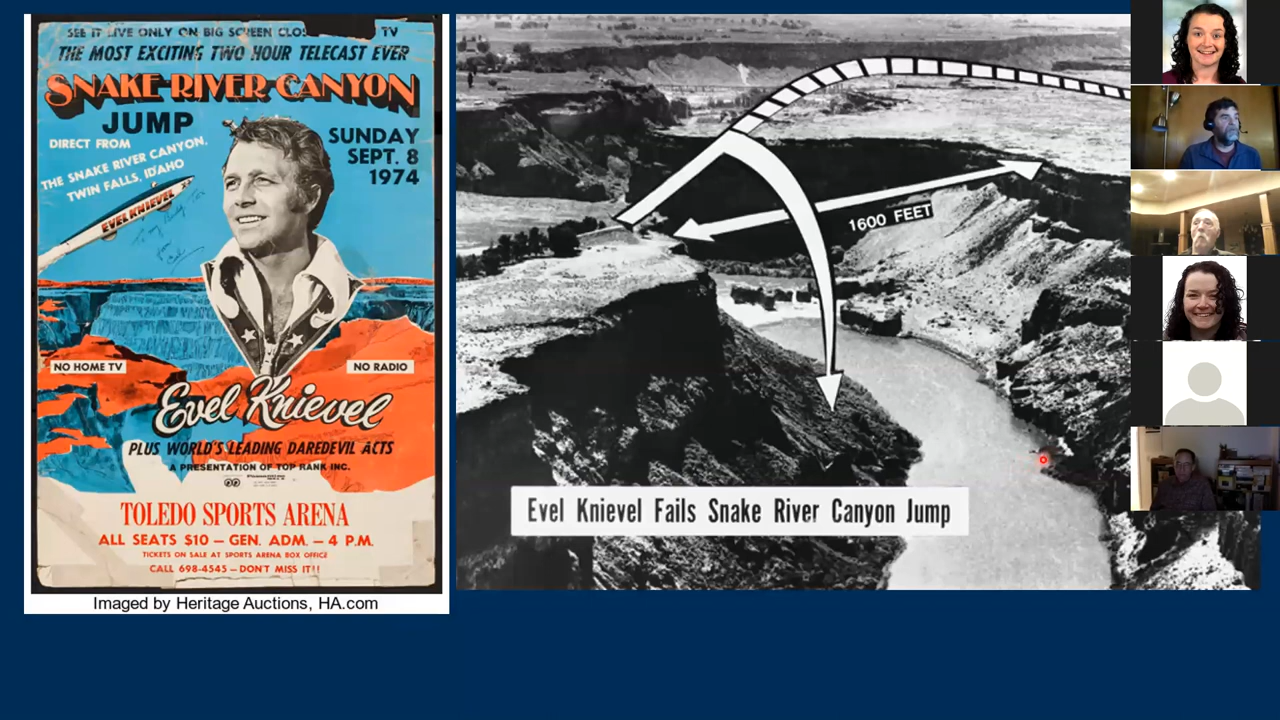 SEE IT LIVE ONLY ON BIG SCREEN CLOS TV
THE MOST EXCITING TWO HOUR TELECAST EVER
SNAKE RIVER CANYON
JUMP
DIRECT FROM
THE SNAKE RIVER CANYON,
TWIN FALLS, IDAHO
SUNDAY
SEPT. 8
1974
EVEL KNIEVEL
NO HOME TV
NO RADIO
Evel Knievel
PLUS WORLD'S LEADING DAREDEVIL ACTS
A PRESENTATION OF TOP RANK INC.
TOLEDO SPORTS ARENA
ALL SEATS $10 – GEN. ADM. – 4 P.M.
TICKETS ON SALE AT SPORTS ARENA BOX OFFICE
CALL 698-4545 – DON'T MISS IT!!
Imaged by Heritage Auctions, HA.com
1600 FEET
Evel Knievel Fails Snake River Canyon Jump